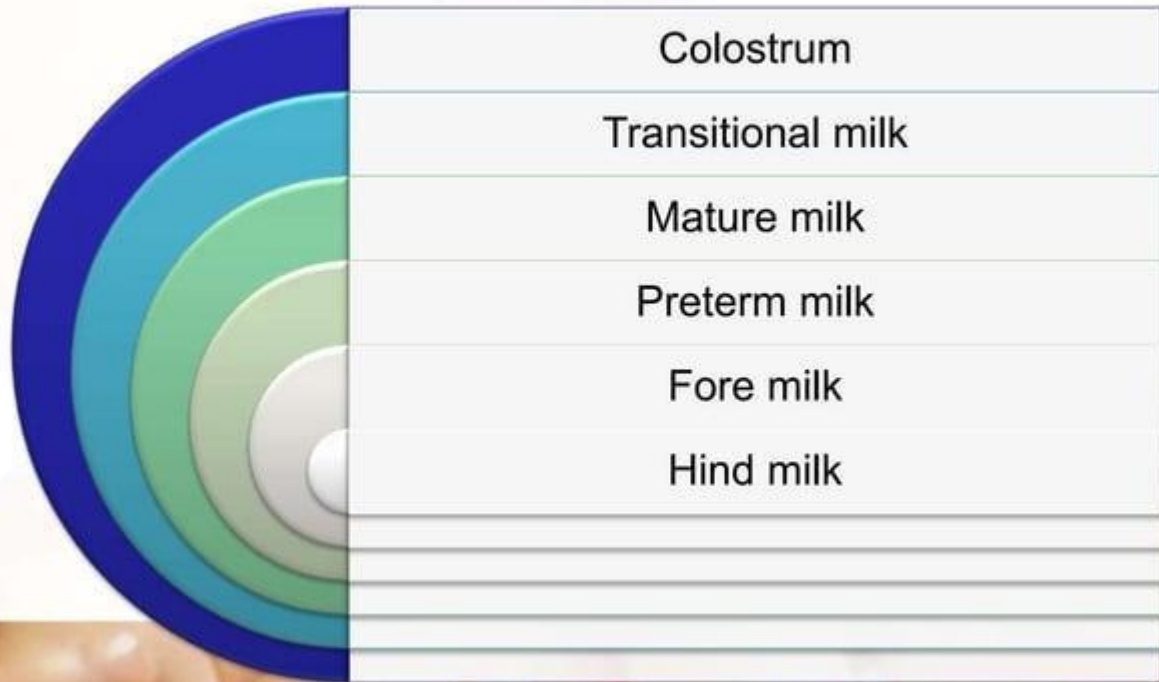 Colostrum
Transitional milk
Mature milk
Preterm milk
Fore milk
Hind milk